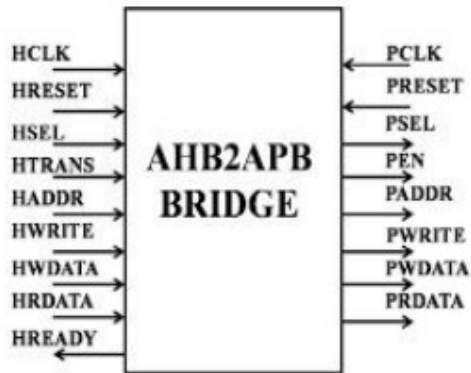 HCLK
HRESET
HSEL
HTRANS
HADDR
HWRITE
HWDATA
HRDATA
HREADY
AHB2APB
BRIDGE
PCLK
PRESET
PSEL
PEN
PADDR
PWRITE
PWDATA
PRDATA